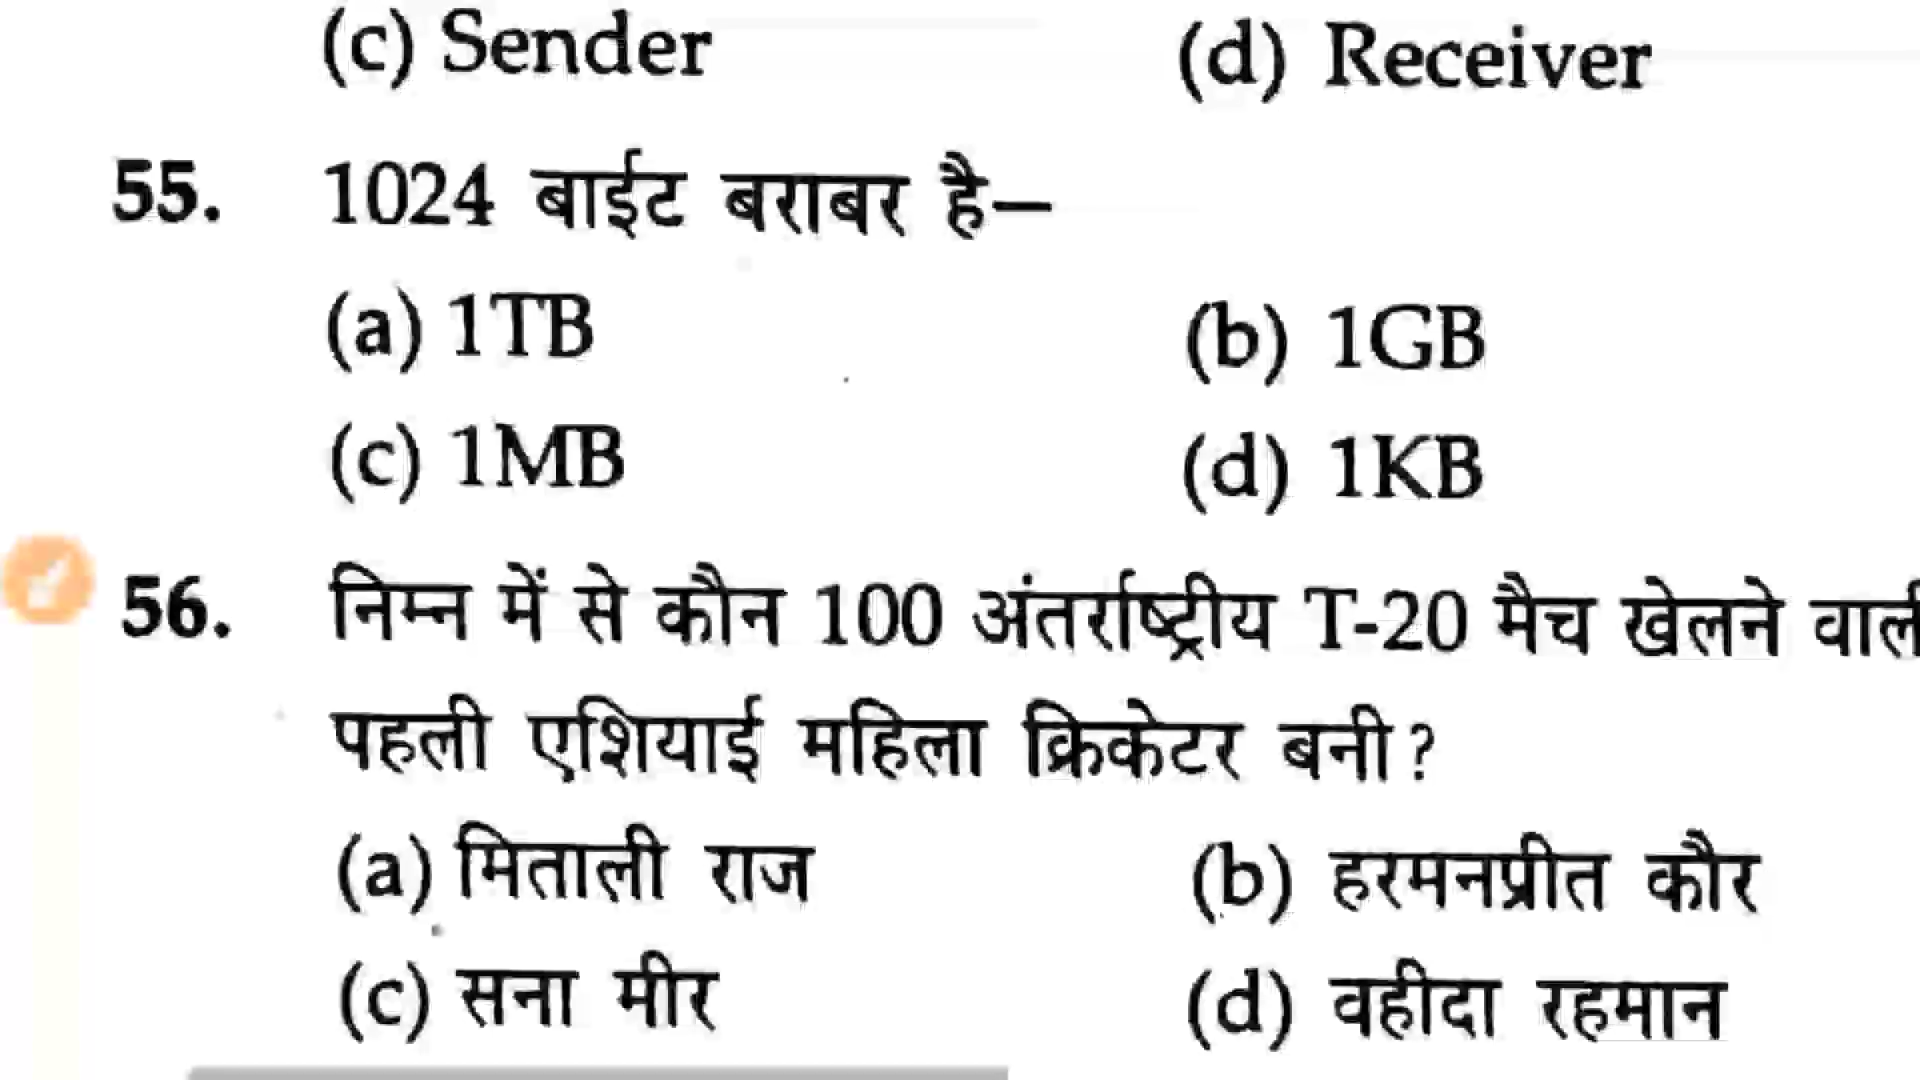 (c) Sender (d) Receiver
55. 1024 बाईट बराबर है–
(a) 1TB (b) 1GB
(c) 1MB (d) 1KB
56. निम्न में से कौन 100 अंतर्राष्ट्रीय T-20 मैच खेलने वाली
पहली एशियाई महिला क्रिकेटर बनी?
(a) मिताली राज (b) हरमनप्रीत कौर
(c) सना मीर (d) वहीदा रहमान